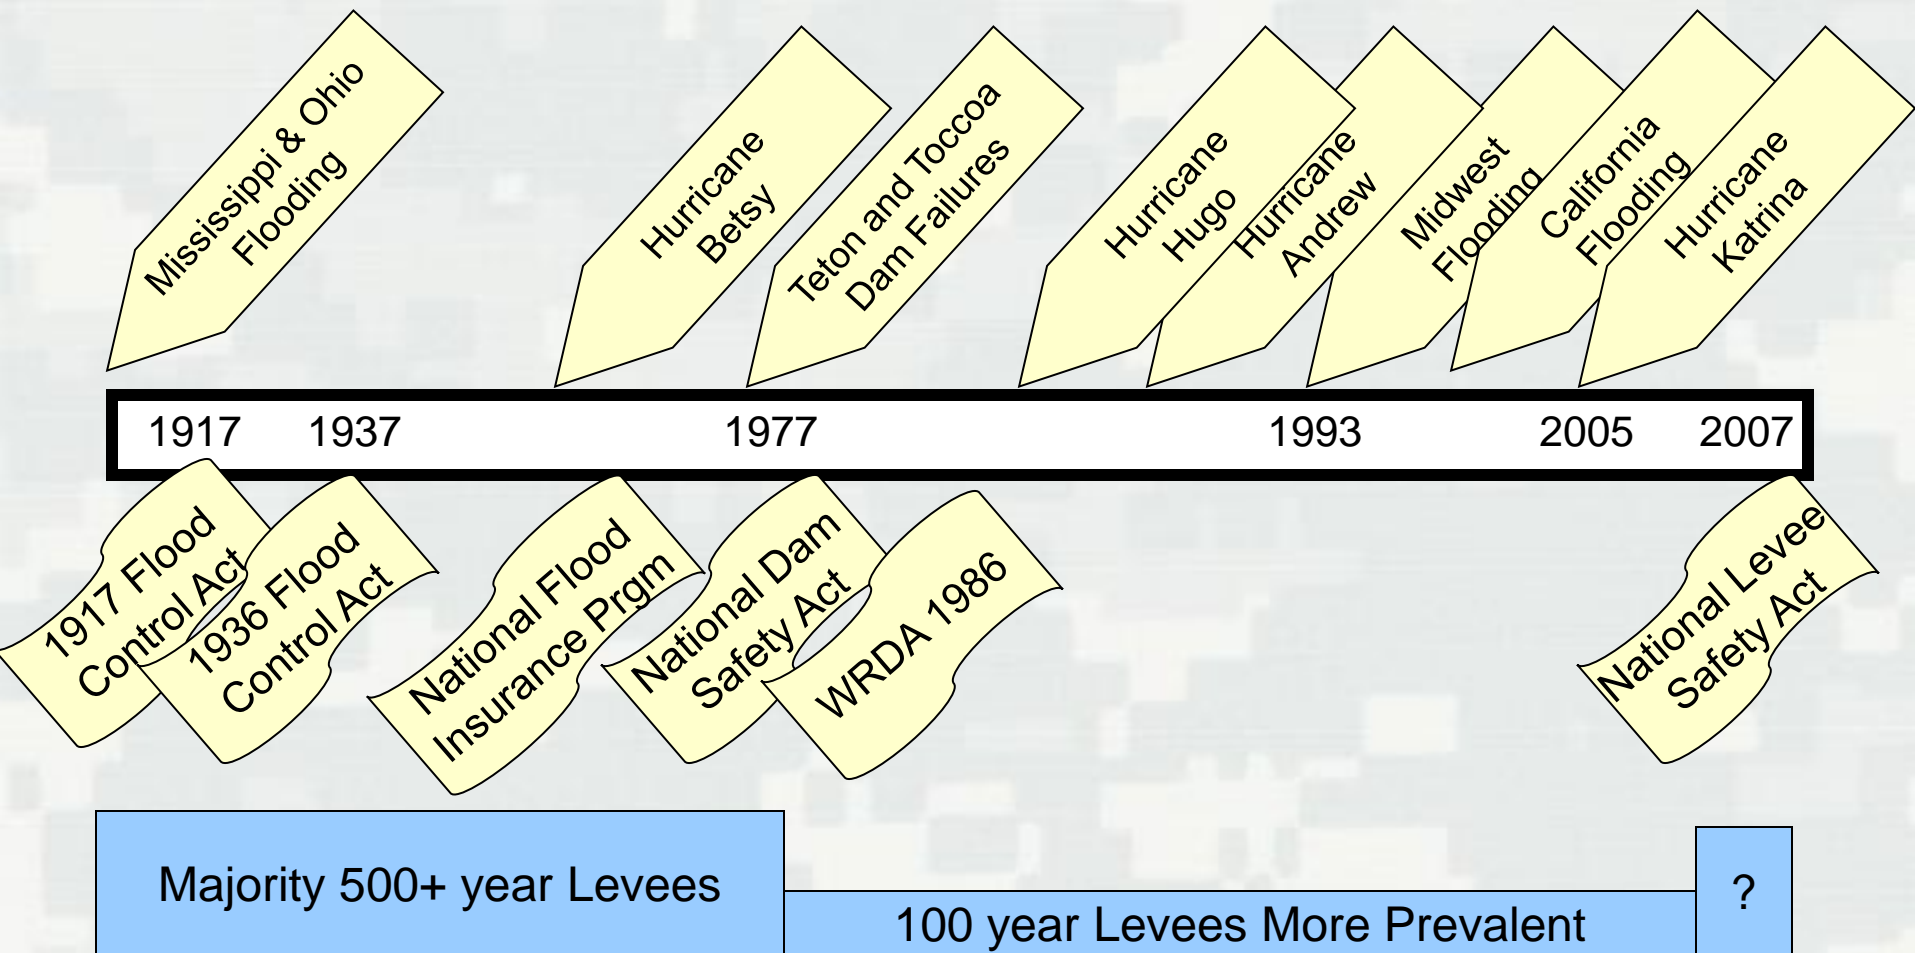 Mississippi & Ohio
Flooding
Hurricane
Betsy
Teton and Toccoa
Dam Failures
Hurricane
Hugo
Hurricane
Andrew
Midwest
Flooding
California
Flooding
Hurricane
Katrina
1917 1937 1977 1993 2005 2007
1917 Flood
Control Act
1936 Flood
Control Act
National Flood
Insurance Prgm
National Dam
Safety Act
WRDA 1986
National Levee
Safety Act
Majority 500+ year Levees
100 year Levees More Prevalent
?